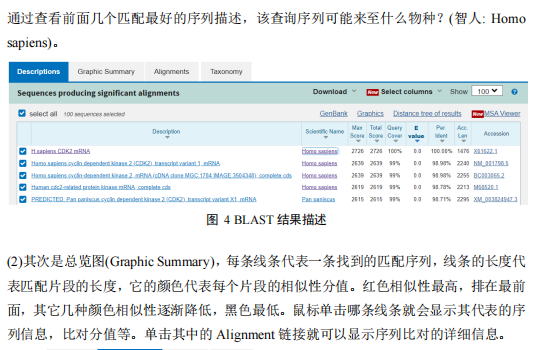 通过查看前面几个匹配最好的序列描述，该查询序列可能来至什么物种？(智人: Homo
sapiens)。
Descriptions Graphic Summary Alignments Taxonomy
Sequences producing significant alignments Download New Select columns Show 100
select all 100 sequences selected GenBank Graphics Distance tree of results New MSA Viewer
Description Scientific Name Max Score Total Score Query Cover E value Per Ident Acc. Len Accession
H.sapiens CDK2 mRNA Homo sapiens 2726 2726 100% 0.0 100.00% 1476 X61622.1
Homo sapiens cyclin dependent kinase 2 (CDK2), transcript variant 1, mRNA Homo sapiens 2639 2639 99% 0.0 98.98% 2240 NM_001798.5
Homo sapiens cyclin-dependent kinase 2, mRNA (cDNA clone MGC:1784 IMAGE:3504348), complete cds Homo sapiens 2639 2639 99% 0.0 98.98% 2255 BC003065.2
Human cdc2-related protein kinase mRNA, complete cds Homo sapiens 2619 2619 99% 0.0 98.78% 2213 M68520.1
PREDICTED: Pan paniscus cyclin dependent kinase 2 (CDK2), transcript variant X1, mRNA Pan paniscus 2615 2615 99% 0.0 98.71% 2295 XM_003824947.3
图 4 BLAST 结果描述
(2)其次是总览图(Graphic Summary)，每条线条代表一条找到的匹配序列，线条的长度代
表匹配片段的长度，它的颜色代表每个片段的相似性分值。红色相似性最高，排在最前
面，其它几种颜色相似性逐渐降低，黑色最低。鼠标单击哪条线条就会显示其代表的序
列信息，比对分值等。单击其中的 Alignment 链接就可以显示序列比对的详细信息。